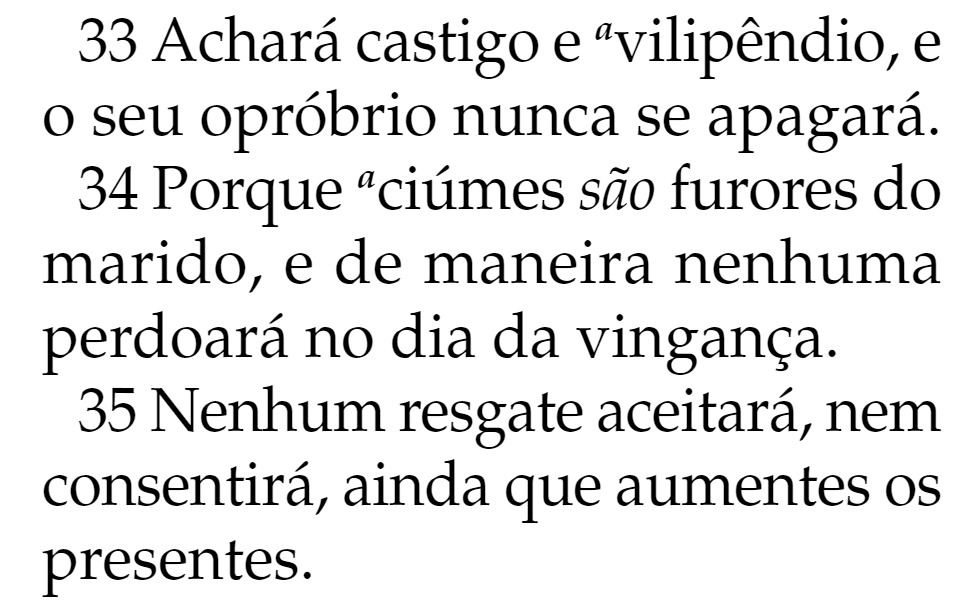 33 Achará castigo e ᵃvilipêndio, e
o seu opróbrio nunca se apagará.
34 Porque ᵃciúmes são furores do
marido, e de maneira nenhuma
perdoará no dia da vingança.
35 Nenhum resgate aceitará, nem
consentirá, ainda que aumentes os
presentes.